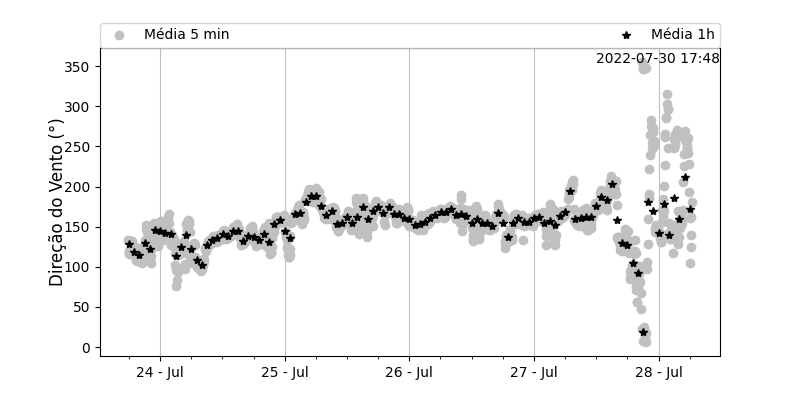 Média 5 min
Média 1h
2022-07-30 17:48
Direção do Vento (°)
350
300
250
200
150
100
50
0
24 - Jul
25 - Jul
26 - Jul
27 - Jul
28 - Jul